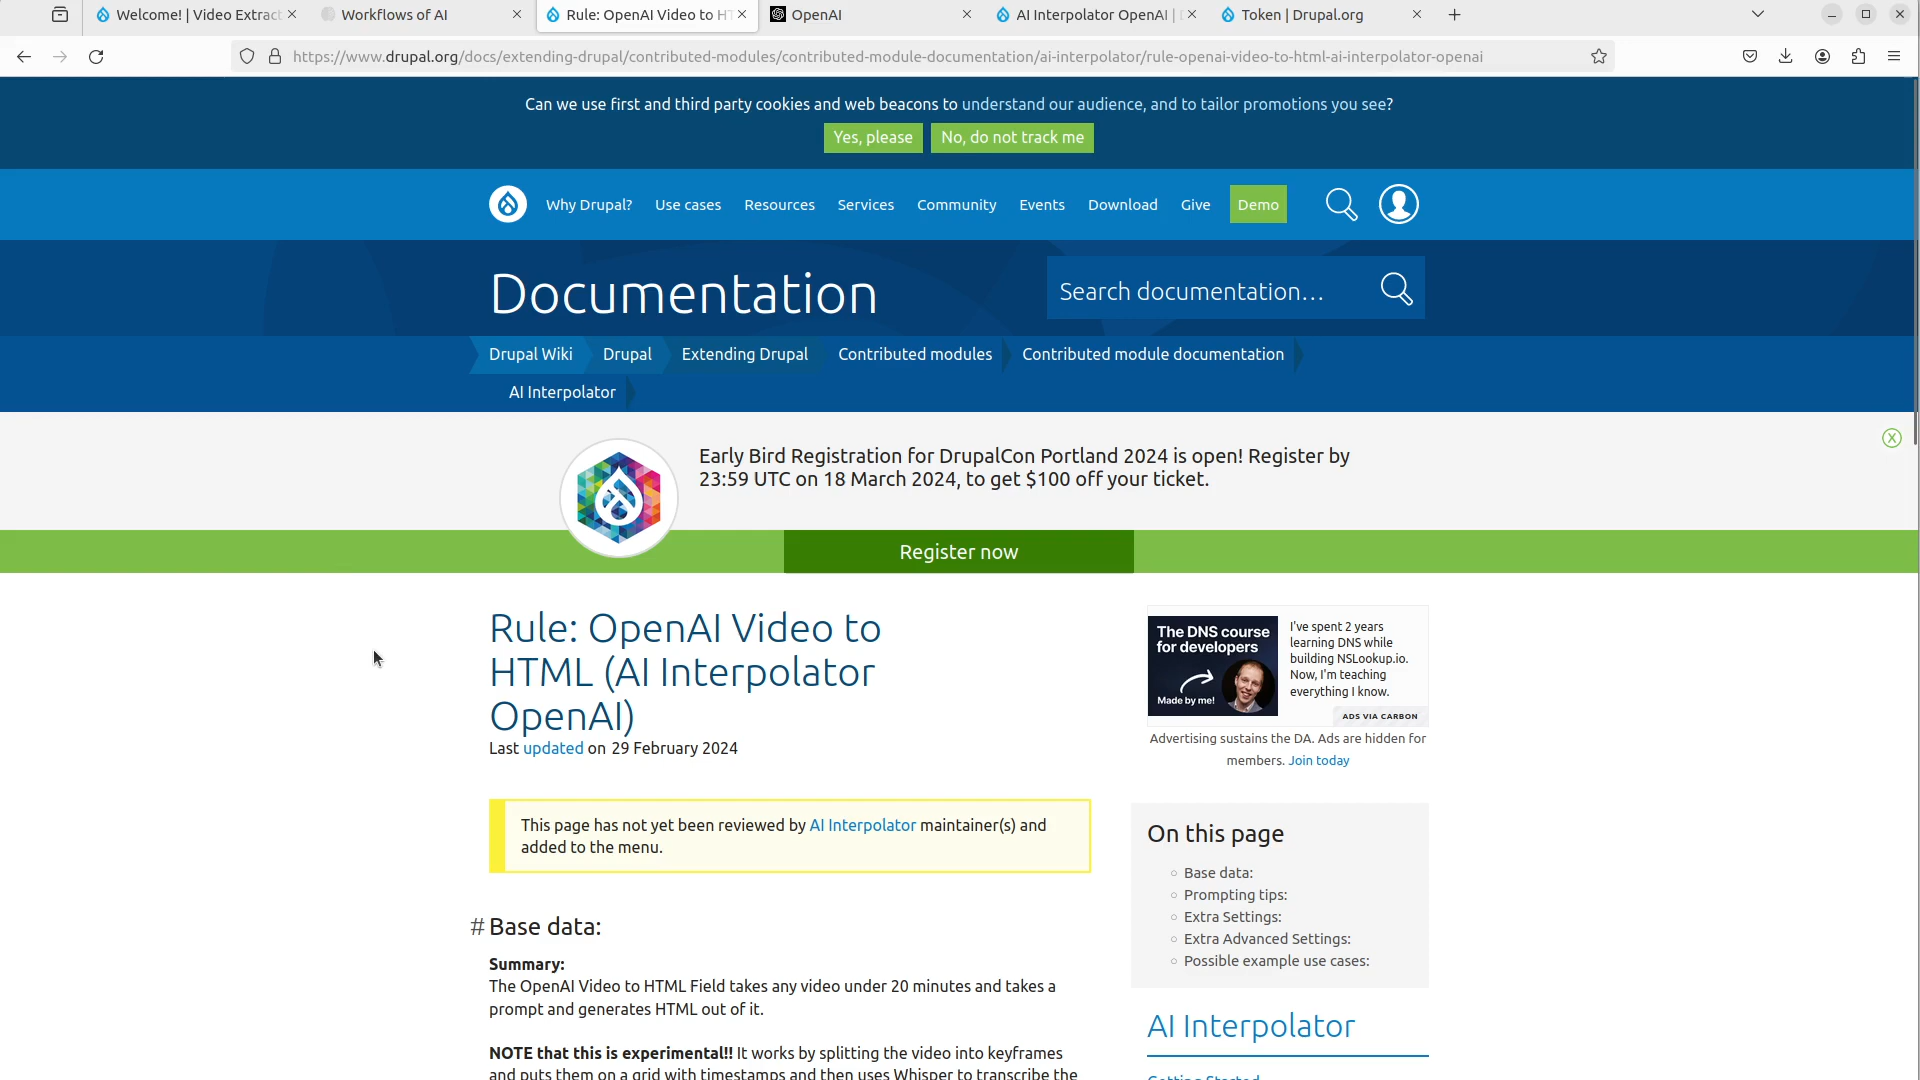 Welcome! | Video Extract
Workflows of AI
Rule: OpenAI Video to HT
OpenAI
AI Interpolator OpenAI |
Token | Drupal.org
https://www.drupal.org/docs/extending-drupal/contributed-modules/contributed-module-documentation/ai-interpolator/rule-openai-video-to-html-ai-interpolator-openai
Can we use first and third party cookies and web beacons to understand our audience, and to tailor promotions you see?
Yes, please
No, do not track me
Why Drupal?
Use cases
Resources
Services
Community
Events
Download
Give
Demo
Documentation
Search documentation...
Drupal Wiki
Drupal
Extending Drupal
Contributed modules
Contributed module documentation
AI Interpolator
Early Bird Registration for DrupalCon Portland 2024 is open! Register by
23:59 UTC on 18 March 2024, to get $100 off your ticket.
Register now
Rule: OpenAI Video to
HTML (AI Interpolator
OpenAI)
Last updated on 29 February 2024
This page has not yet been reviewed by AI Interpolator maintainer(s) and
added to the menu.
# Base data:
Summary:
The OpenAI Video to HTML Field takes any video under 20 minutes and takes a
prompt and generates HTML out of it.
NOTE that this is experimental!! It works by splitting the video into keyframes
and puts them on a grid with timestamps and then uses Whisper to transcribe the
The DNS course
for developers
Made by me!
I've spent 2 years
learning DNS while
building NSLookup.io.
Now, I'm teaching
everything I know.
ADS VIA CARBON
Advertising sustains the DA. Ads are hidden for
members. Join today
On this page
Base data:
Prompting tips:
Extra Settings:
Extra Advanced Settings:
Possible example use cases:
AI Interpolator
Getting Started